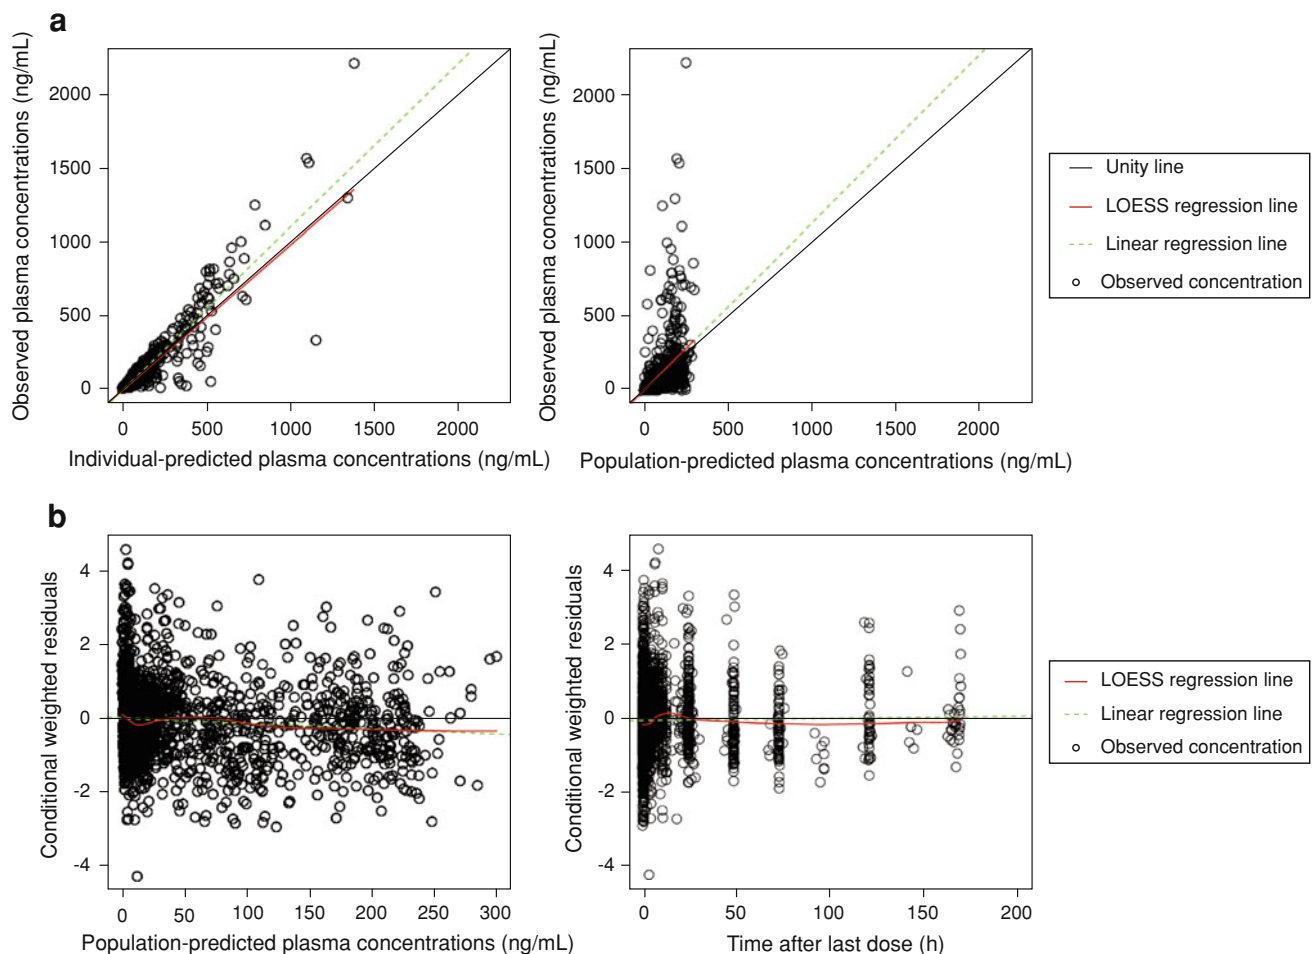 a
Observed plasma concentrations (ng/mL)
2000
1500
1000
500
0
0 500 1000 1500 2000
Individual-predicted plasma concentrations (ng/mL)
Observed plasma concentrations (ng/mL)
2000
1500
1000
500
0
0 500 1000 1500 2000
Population-predicted plasma concentrations (ng/mL)
Unity line
LOESS regression line
Linear regression line
Observed concentration
b
Conditional weighted residuals
4
2
0
-2
-4
0 50 100 150 200 250 300
Population-predicted plasma concentrations (ng/mL)
Conditional weighted residuals
4
2
0
-2
-4
0 50 100 150 200
Time after last dose (h)
LOESS regression line
Linear regression line
Observed concentration